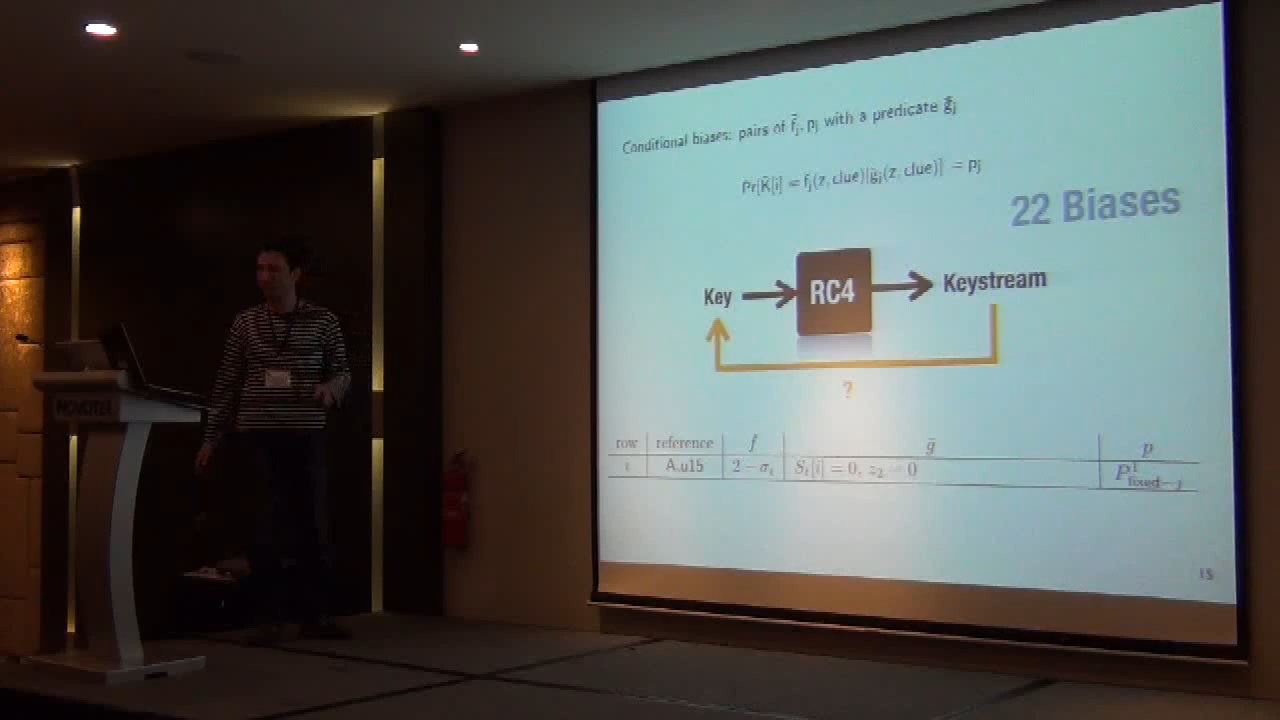 Conditional biases: pairs of f̄ⱼ, pⱼ with a predicate ḡⱼ
Pr[K̄[i] = f̄ⱼ(z, clue)|ḡⱼ(z, clue)] = pⱼ
22 Biases
Key
RC4
Keystream
?
row reference f̄ ḡ p
i A.u15 2 − σᵢ Sᵢ[i] = 0, z₂ = 0 P¹fixed−j
15
NOVOTEL